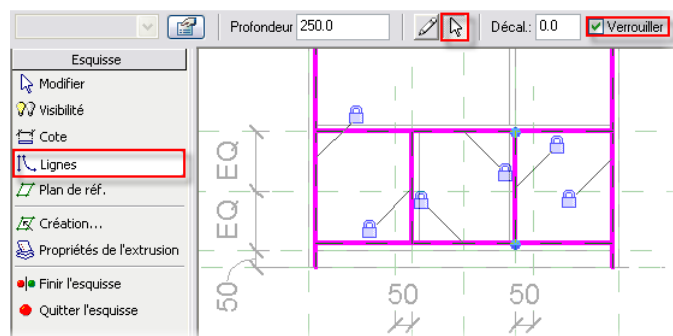 Profondeur 250.0 Décal.: 0.0 Verrouiller
Esquisse
Modifier
Visibilité
Cote
Lignes
Plan de réf.
Création...
Propriétés de l'extrusion
Finir l'esquisse
Quitter l'esquisse
EQ
EQ
50
50 50